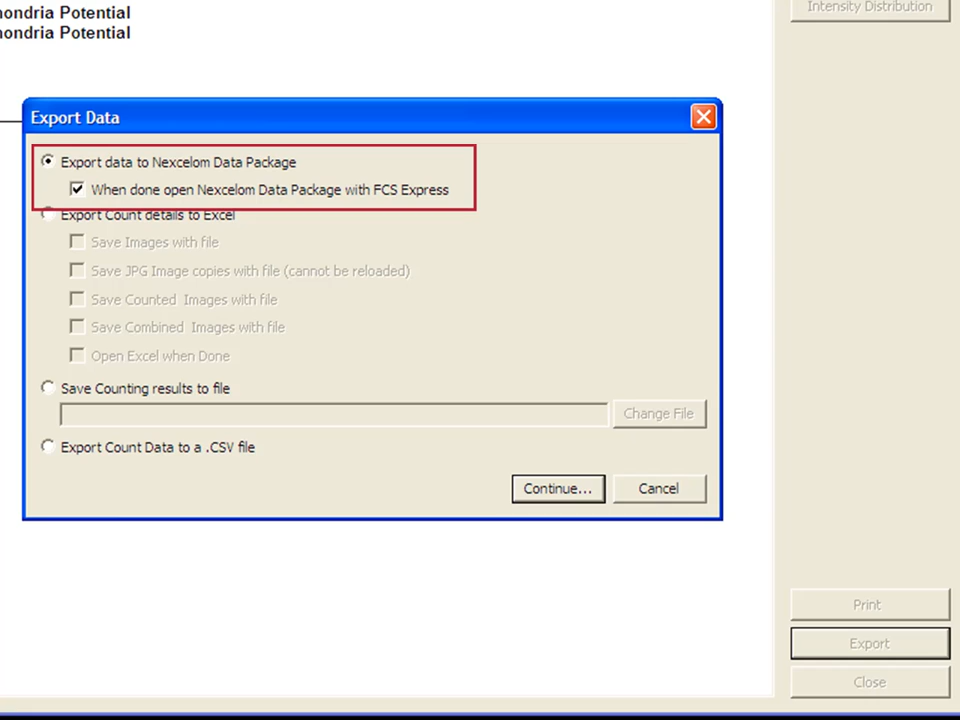 nondria Potential
nondria Potential
Intensity Distribution
Export Data
Export data to Nexcelom Data Package
When done open Nexcelom Data Package with FCS Express
Export Count details to Excel
Save Images with file
Save JPG Image copies with file (cannot be reloaded)
Save Counted Images with file
Save Combined Images with file
Open Excel when Done
Save Counting results to file
Change File
Export Count Data to a .CSV file
Continue...
Cancel
Print
Export
Close